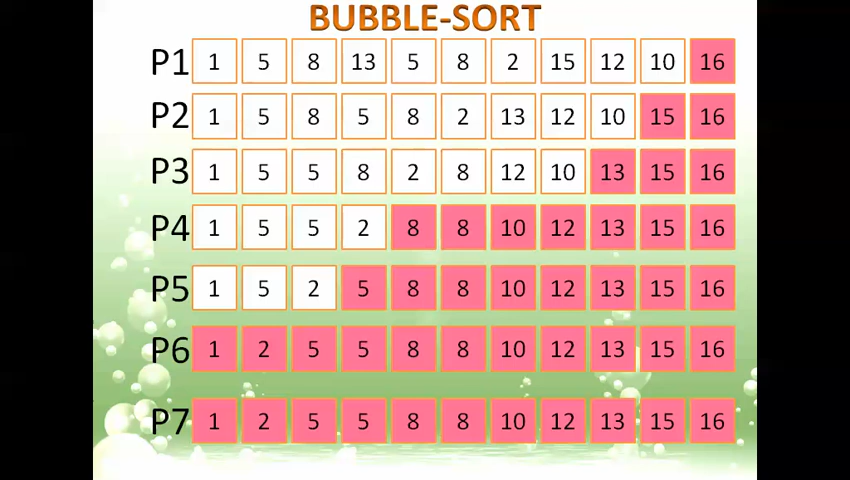 BUBBLE-SORT
P1 1 5 8 13 5 8 2 15 12 10 16
P2 1 5 8 5 8 2 13 12 10 15 16
P3 1 5 5 8 2 8 12 10 13 15 16
P4 1 5 5 2 8 8 10 12 13 15 16
P5 1 5 2 5 8 8 10 12 13 15 16
P6 1 2 5 5 8 8 10 12 13 15 16
P7 1 2 5 5 8 8 10 12 13 15 16